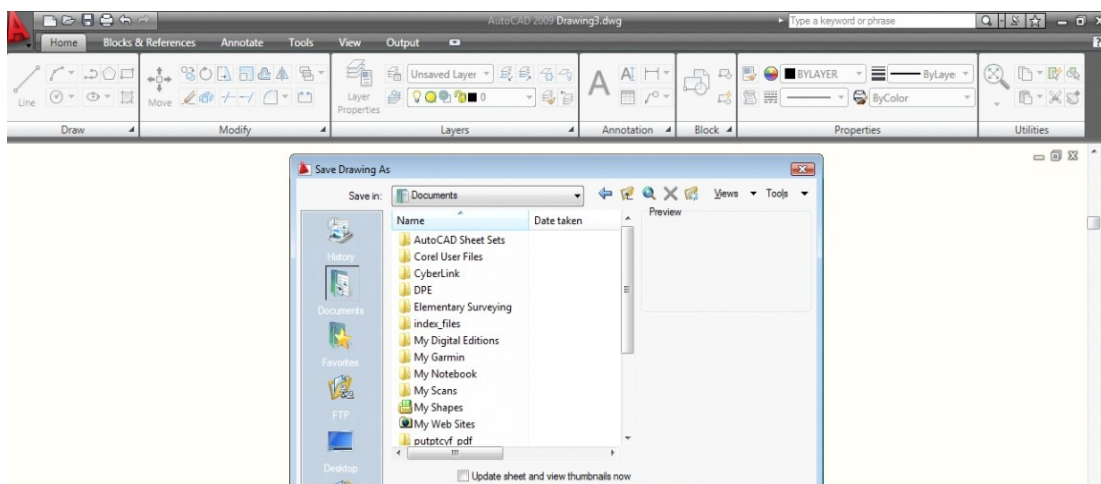 AutoCAD 2009 Drawing3.dwg
Type a keyword or phrase
Home Blocks & References Annotate Tools View Output
Unsaved Layer
BYLAYER
ByLaye
Line
Move
Layer
Properties
0
A
ByColor
Draw
Modify
Layers
Annotation
Block
Properties
Utilities
Save Drawing As
Save in:
Documents
Views
Tools
Name
Date taken
Preview
History
Documents
Favorites
FTP
Desktop
AutoCAD Sheet Sets
Corel User Files
CyberLink
DPE
Elementary Surveying
index_files
My Digital Editions
My Garmin
My Notebook
My Scans
My Shapes
My Web Sites
putptcvf_pdf
Update sheet and view thumbnails now